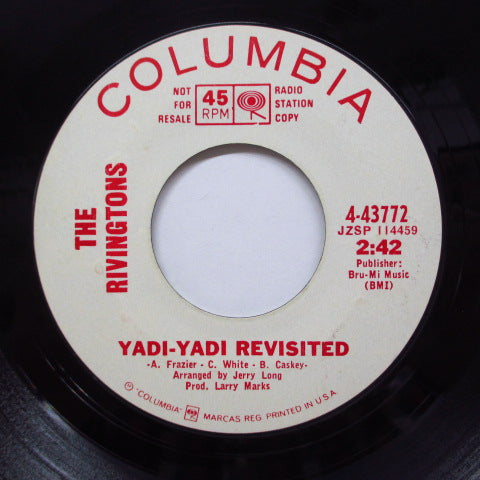 COLUMBIA
NOT FOR RESALE
45 RPM
RADIO STATION COPY
THE RIVINGTONS
4-43772
JZSP 114459
2:42
Publisher:
Bru-Mi Music
(BMI)
YADI-YADI REVISITED
-A. Frazier - C. White - B. Caskey-
Arranged by Jerry Long
Prod. Larry Marks
® "COLUMBIA" MARCAS REG. PRINTED IN U.S.A.